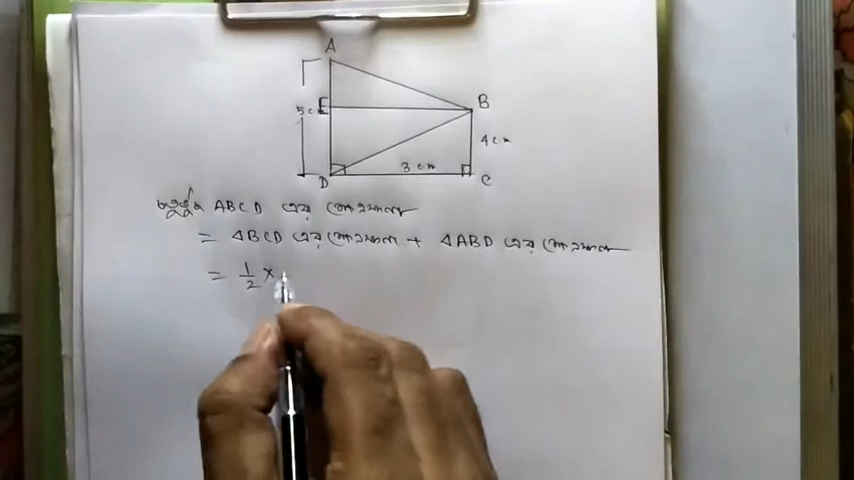 A
E
B
5cm
4cm
3cm
D
C
চতুর্ভুজ ABCD এর ক্ষেত্রফল
= ΔBCD এর ক্ষেত্রফল + ΔABD এর ক্ষেত্রফল
= 1/2 ×